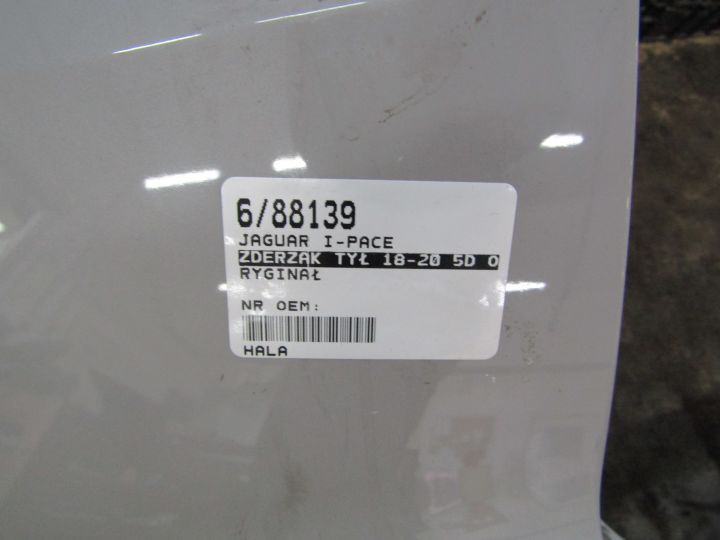 6/88139
JAGUAR I-PACE
ZDERZAK TYŁ 18-20 5D O
RYGINAŁ
NR OEM:
HALA